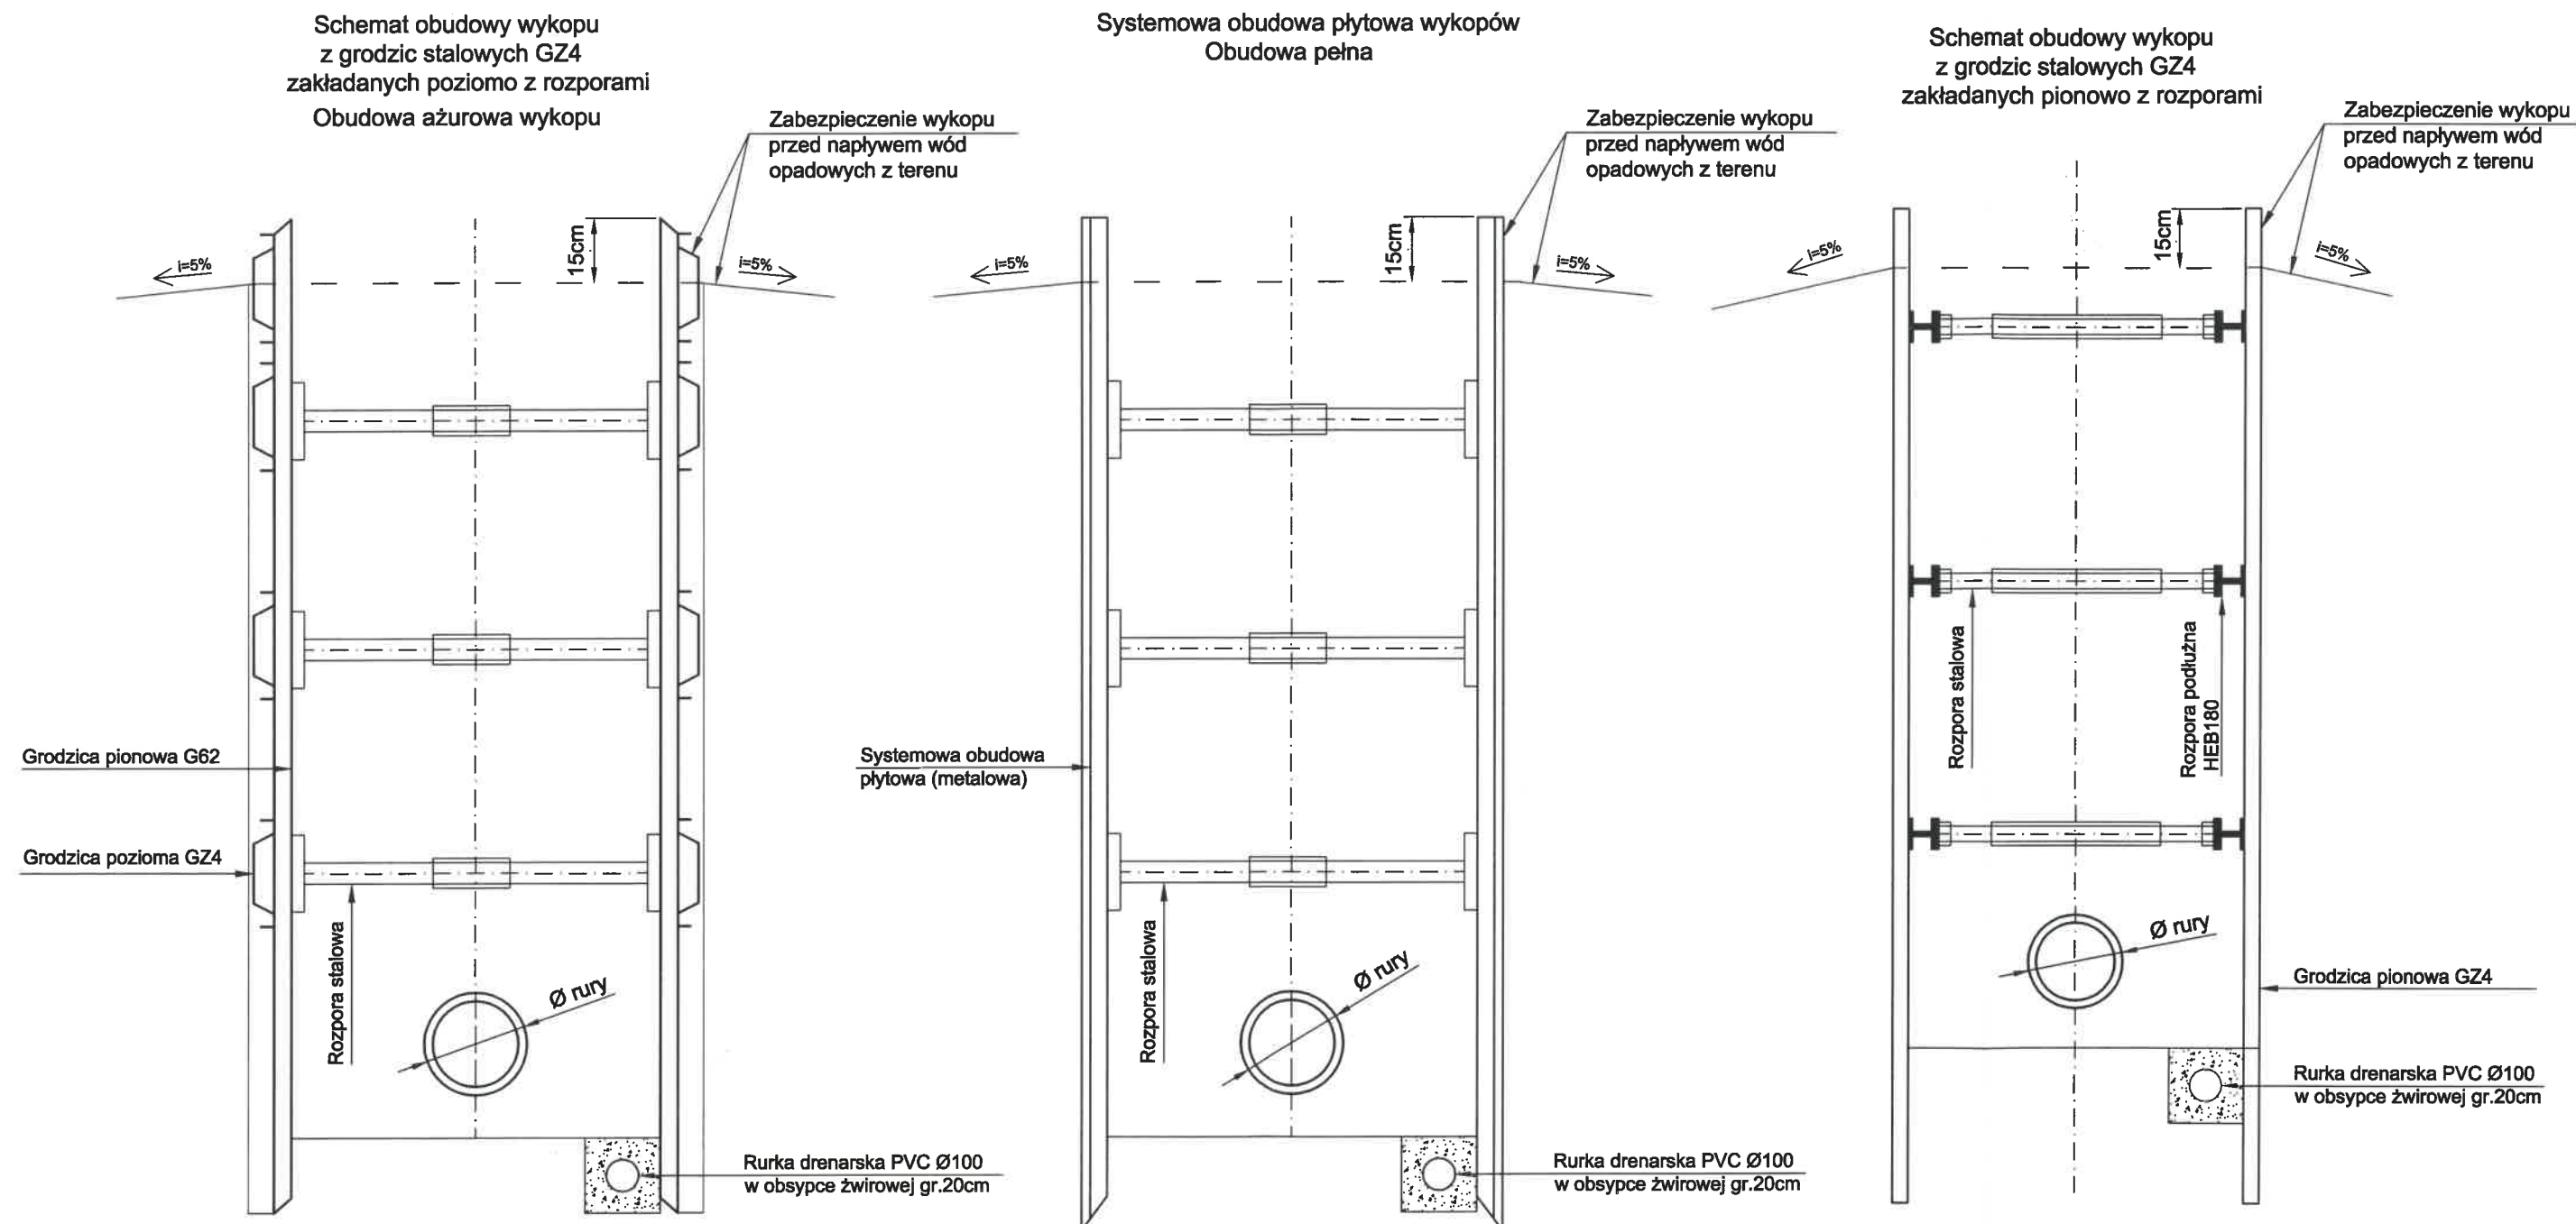 Schemat obudowy wykopu
z grodzic stalowych GZ4
zakładanych poziomo z rozporami
Obudowa ażurowa wykopu
Zabezpieczenie wykopu
przed napływem wód
opadowych z terenu
15cm
i=5%
i=5%
Grodzica pionowa G62
Grodzica pozioma GZ4
Rozpora stalowa
Ø rury
Rurka drenarska PVC Ø100
w obsypce żwirowej gr.20cm
Systemowa obudowa płytowa wykopów
Obudowa pełna
Zabezpieczenie wykopu
przed napływem wód
opadowych z terenu
15cm
i=5%
i=5%
Systemowa obudowa
płytowa (metalowa)
Rozpora stalowa
Ø rury
Rurka drenarska PVC Ø100
w obsypce żwirowej gr.20cm
Schemat obudowy wykopu
z grodzic stalowych GZ4
zakładanych pionowo z rozporami
Zabezpieczenie wykopu
przed napływem wód
opadowych z terenu
15cm
i=5%
i=5%
Rozpora stalowa
Rozpora podłużna
HEB180
Ø rury
Grodzica pionowa GZ4
Rurka drenarska PVC Ø100
w obsypce żwirowej gr.20cm